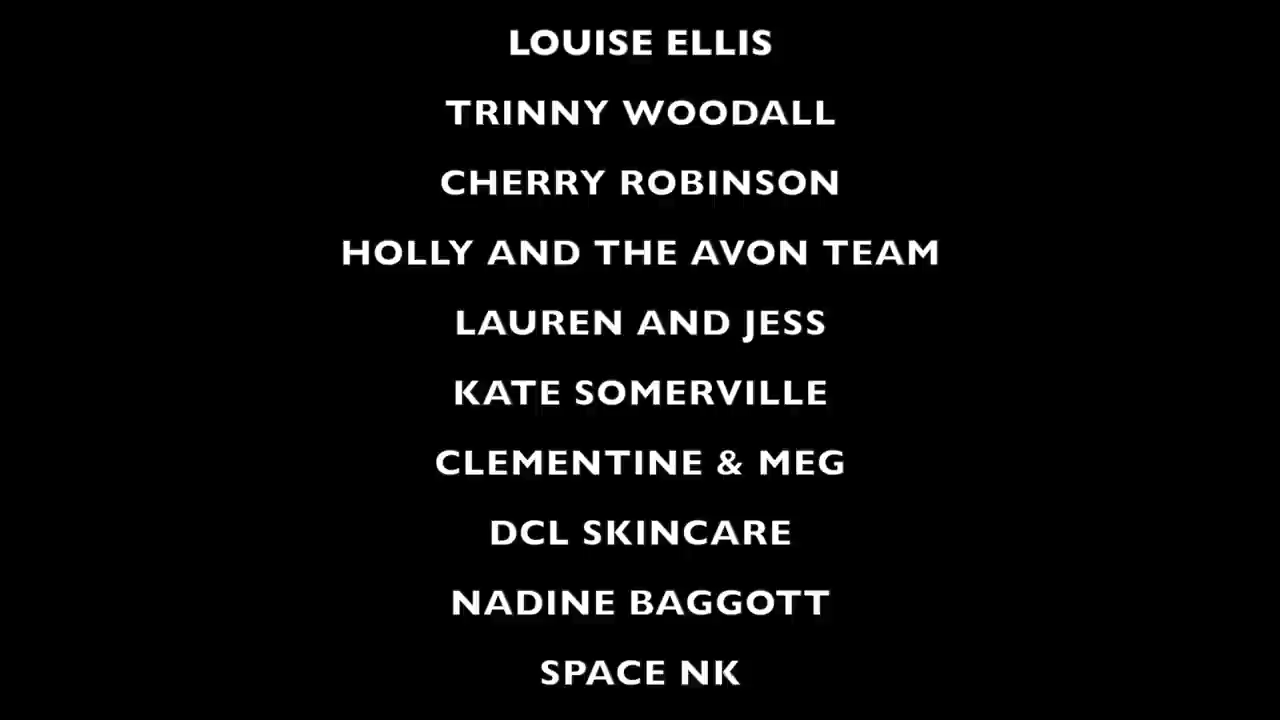 LOUISE ELLIS
TRINNY WOODALL
CHERRY ROBINSON
HOLLY AND THE AVON TEAM
LAUREN AND JESS
KATE SOMERVILLE
CLEMENTINE & MEG
DCL SKINCARE
NADINE BAGGOTT
SPACE NK